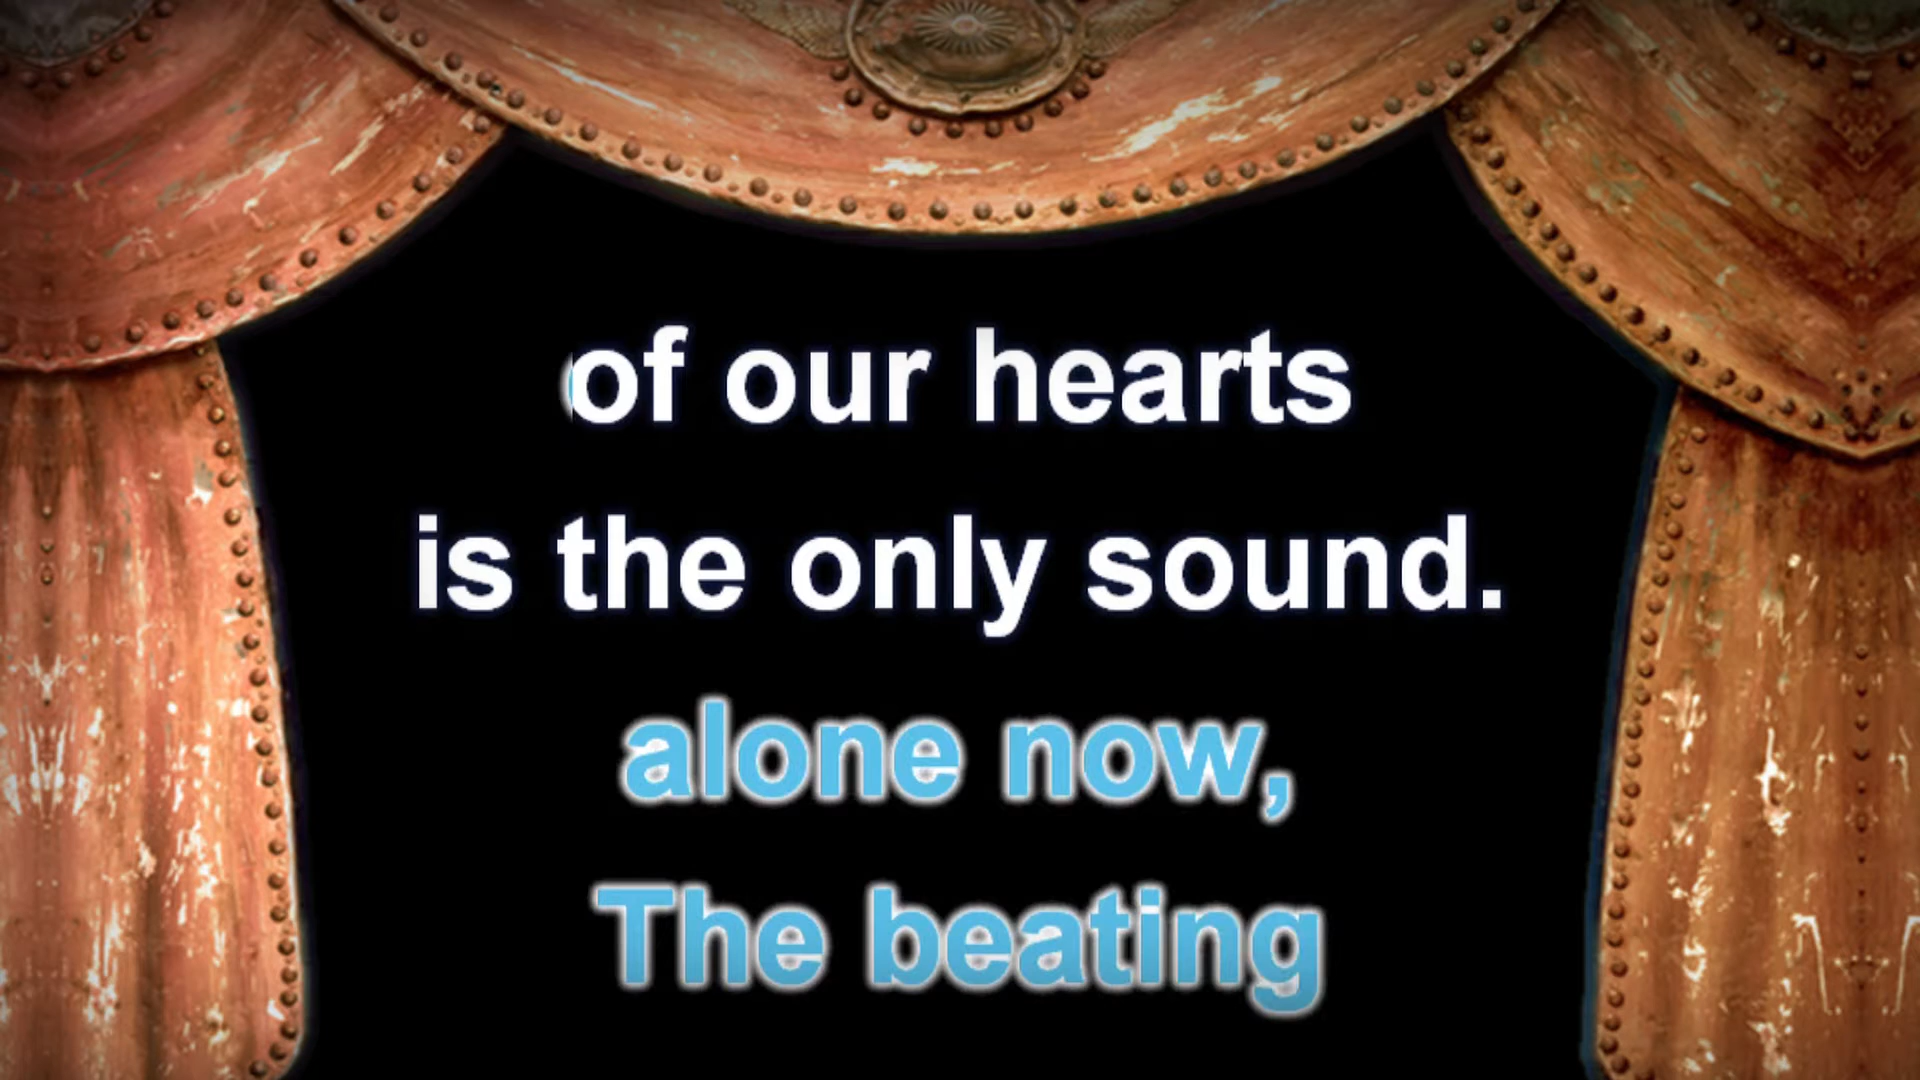 of our hearts
is the only sound.
alone now,
The beating